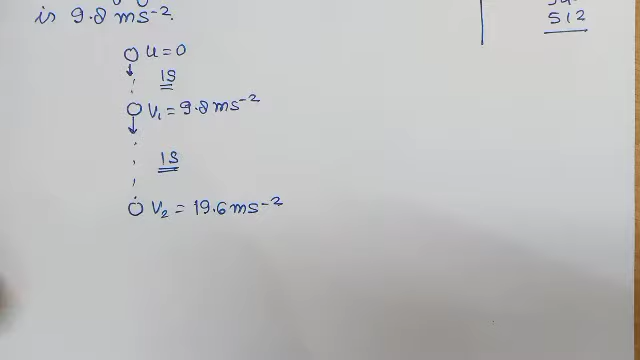 is 9.8 ms⁻².
512
u = 0
1s
V₁ = 9.8 ms⁻²
1s
V₂ = 19.6 ms⁻²